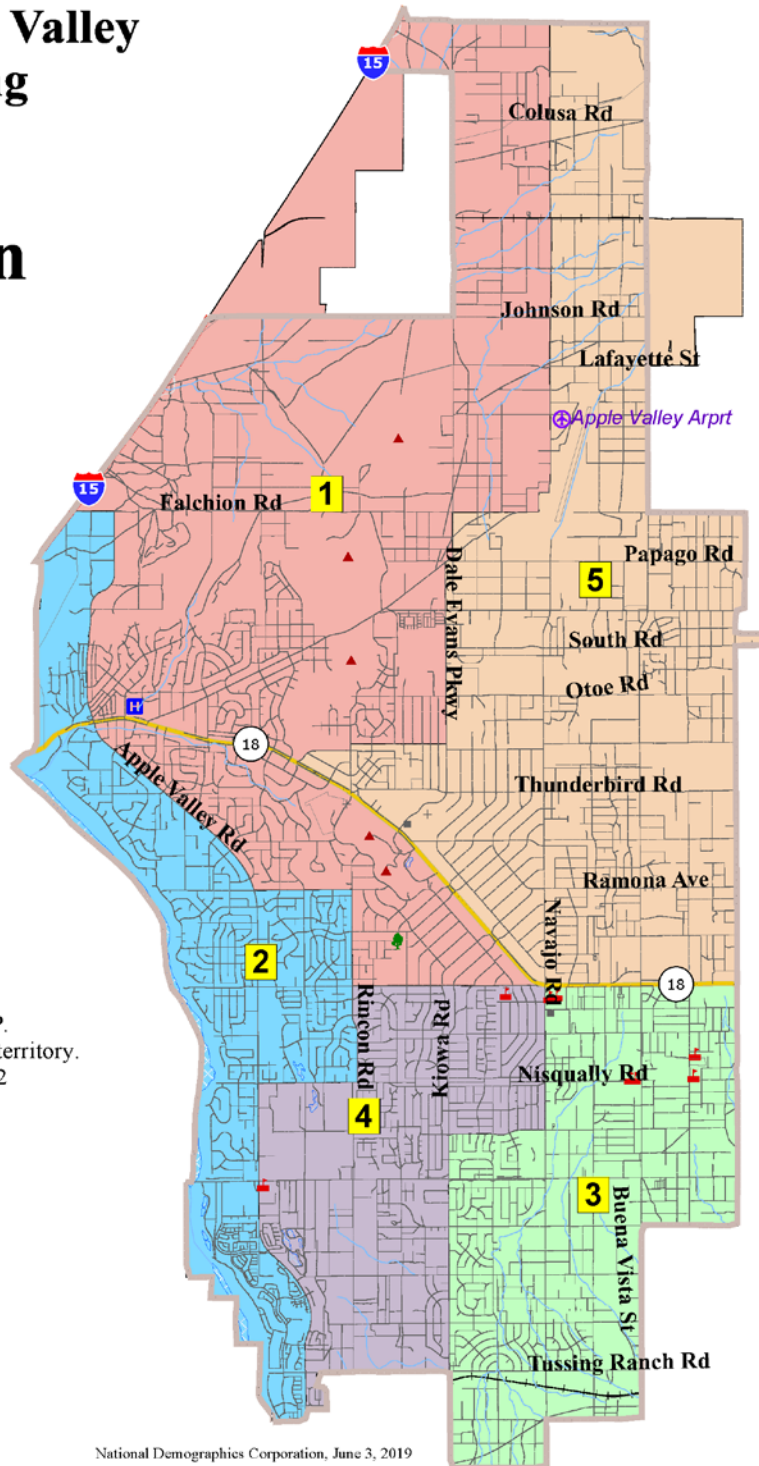 Valley
g
n
15
Colusa Rd
Johnson Rd
Lafayette St
Apple Valley Arprt
15
Falchion Rd
1
Dale Evans Pkwy
Papago Rd
5
South Rd
Otoe Rd
H
18
Apple Valley Rd
Thunderbird Rd
Ramona Ave
2
Navajo Rd
18
P.
territory.
2
Rincon Rd
Kiowa Rd
Nisqually Rd
4
3
Buena Vista St
Tussing Ranch Rd
National Demographics Corporation, June 3, 2019